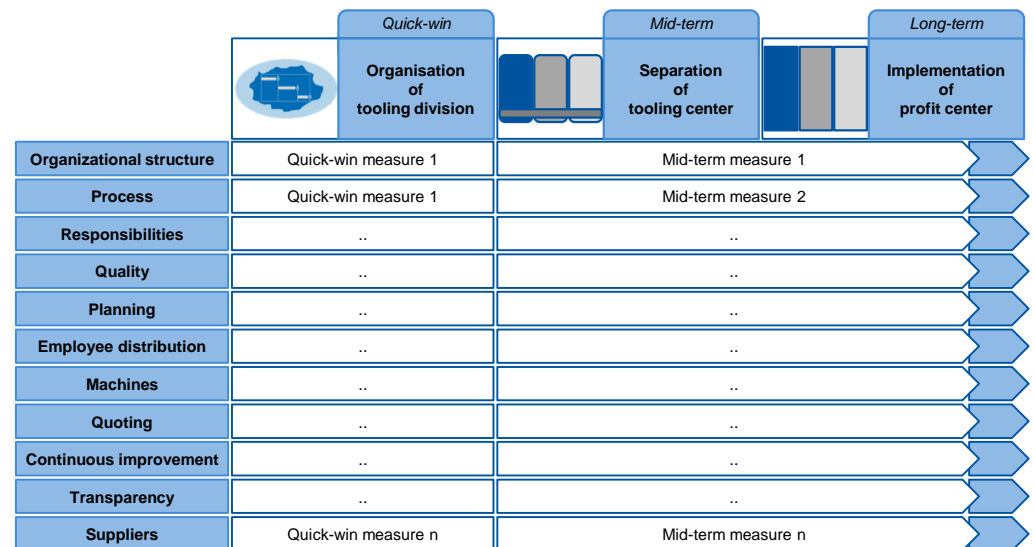 Quick-win
Mid-term
Long-term
Organisation
of
tooling division
Separation
of
tooling center
Implementation
of
profit center
Organizational structure
Quick-win measure 1
Mid-term measure 1
Process
Quick-win measure 1
Mid-term measure 2
Responsibilities
..
..
Quality
..
..
Planning
..
..
Employee distribution
..
..
Machines
..
..
Quoting
..
..
Continuous improvement
..
..
Transparency
..
..
Suppliers
Quick-win measure n
Mid-term measure n